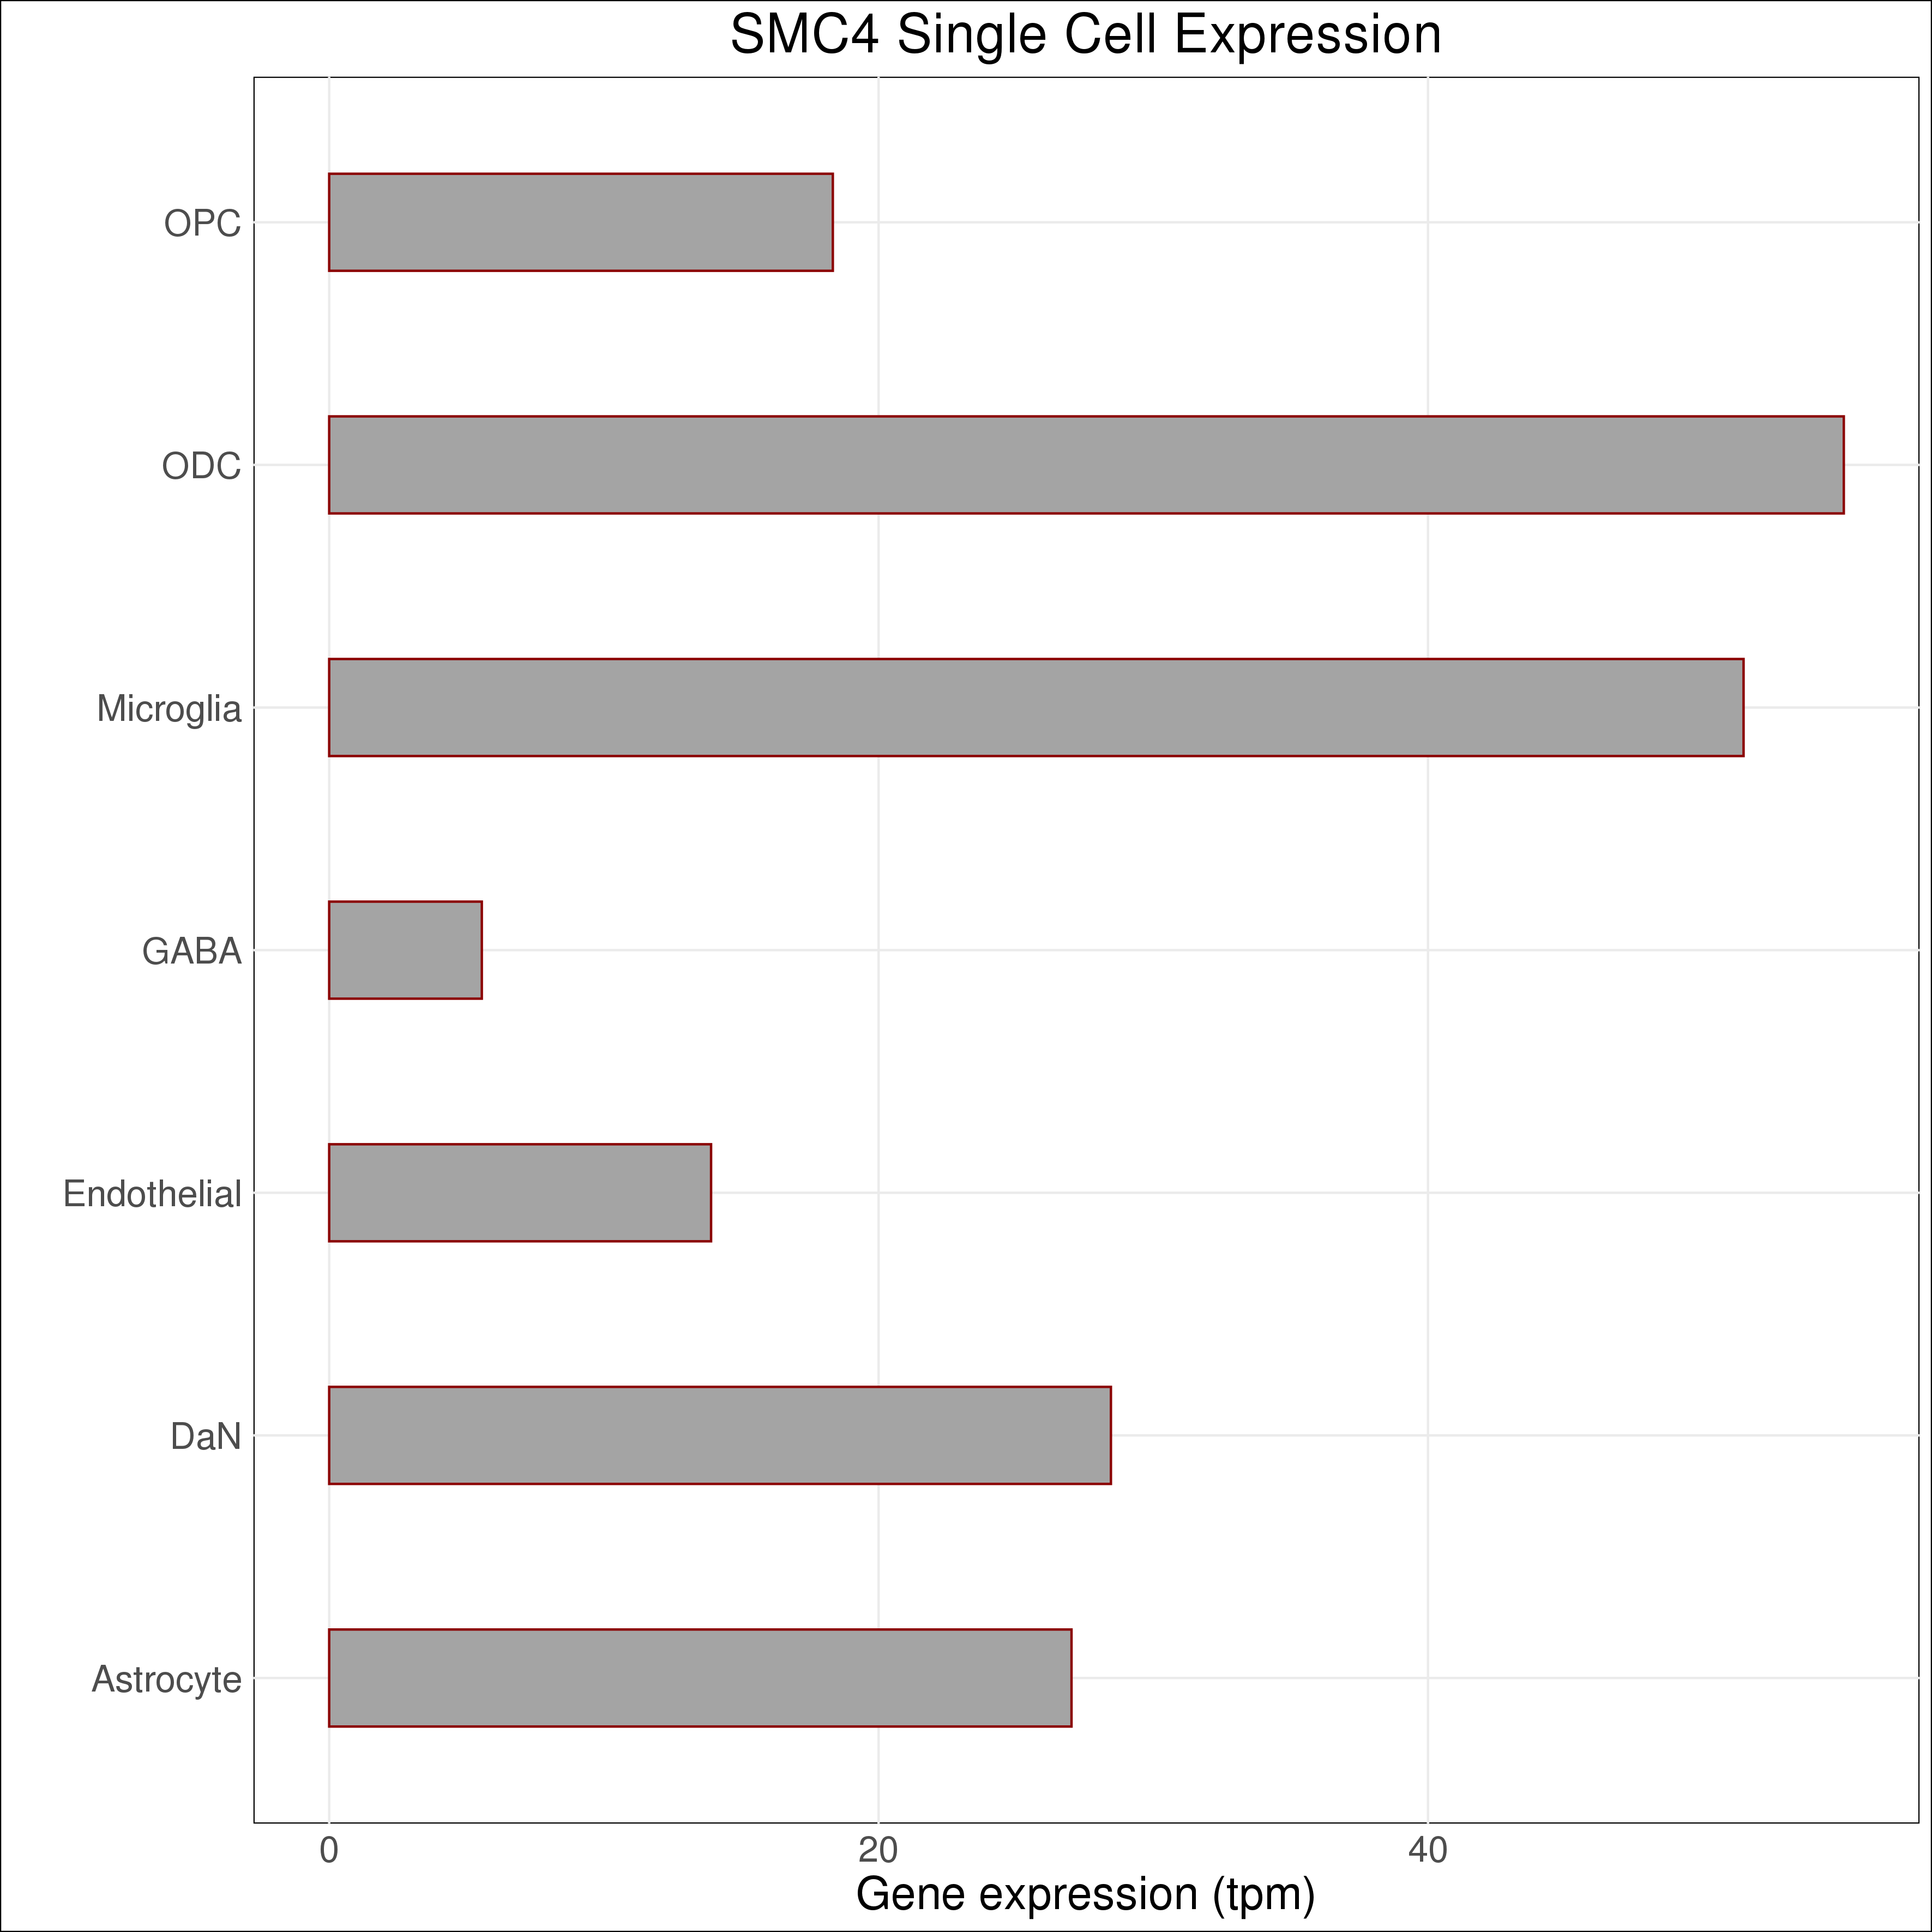 SMC4 Single Cell Expression
OPC
ODC
Microglia
GABA
Endothelial
DaN
Astrocyte
0 20 40
Gene expression (tpm)